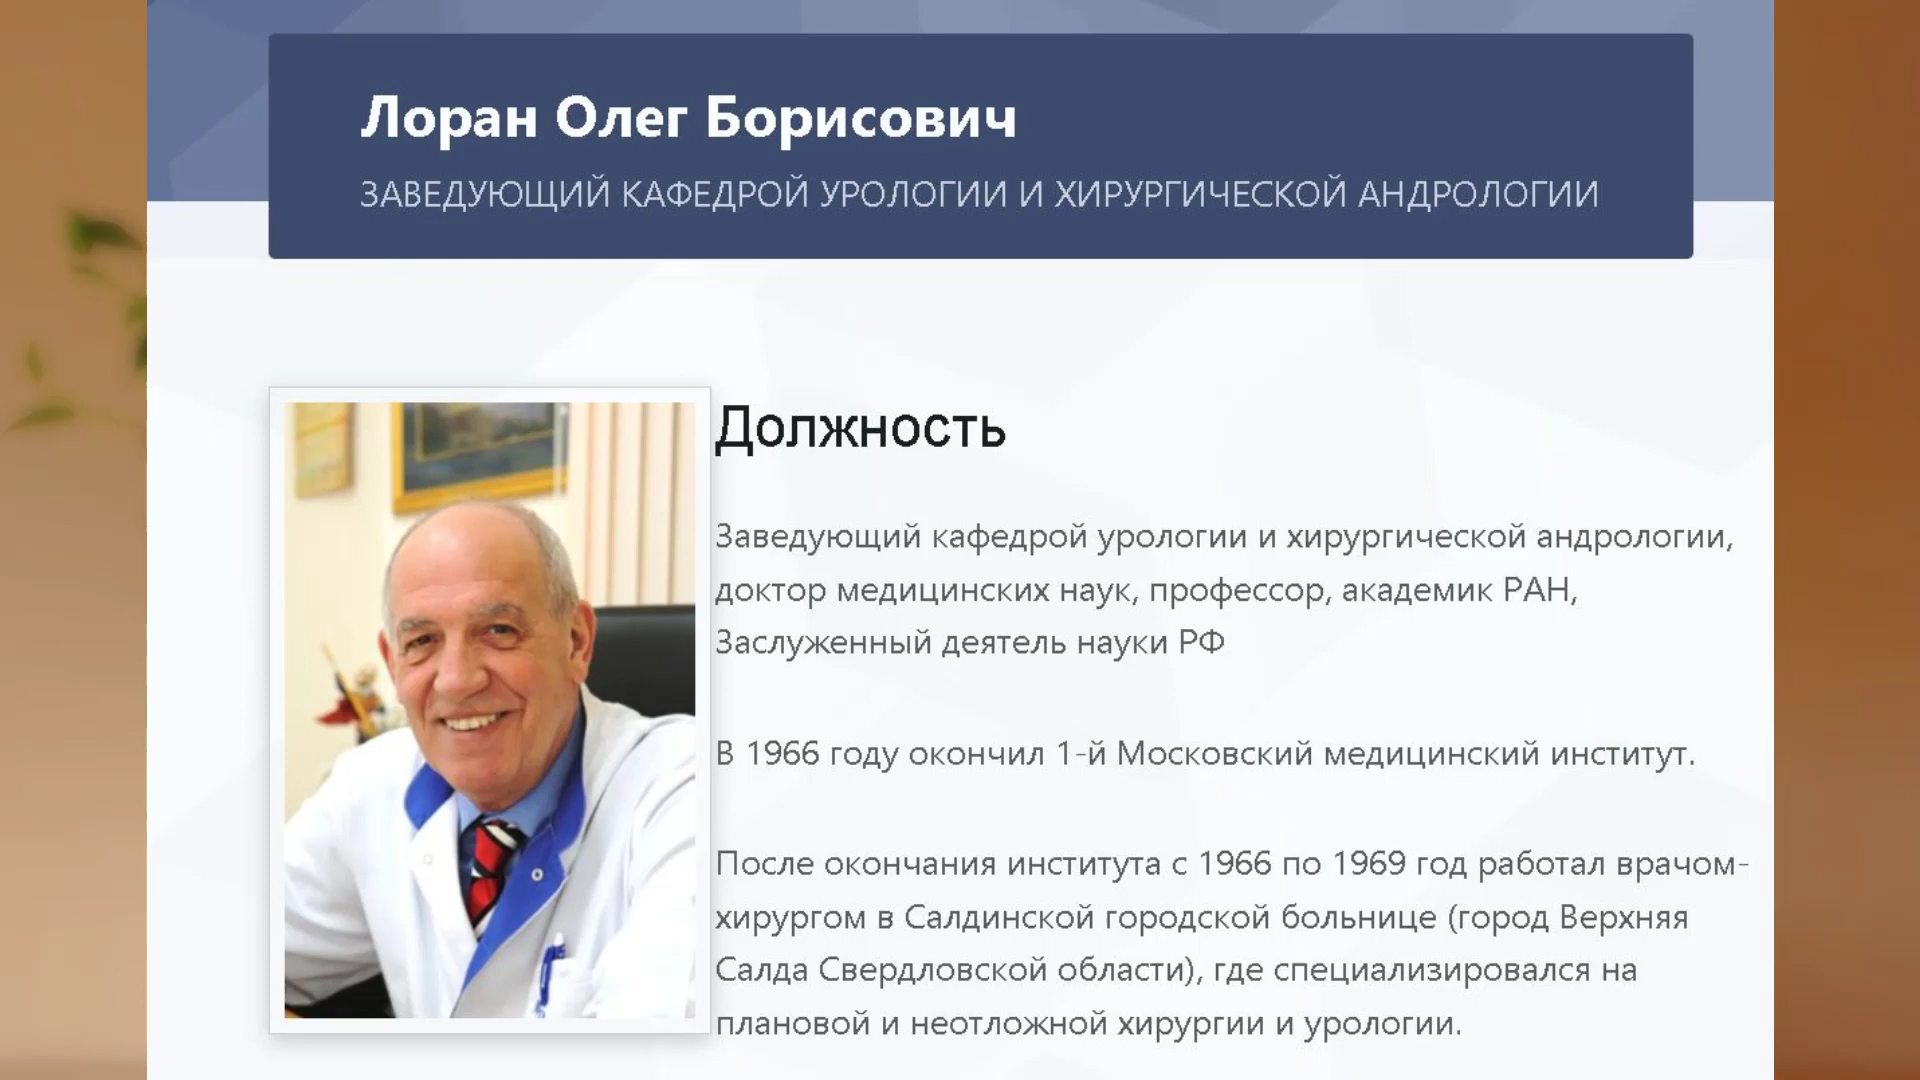 Лоран Олег Борисович
ЗАВЕДУЮЩИЙ КАФЕДРОЙ УРОЛОГИИ И ХИРУРГИЧЕСКОЙ АНДРОЛОГИИ
Должность
Заведующий кафедрой урологии и хирургической андрологии,
доктор медицинских наук, профессор, академик РАН,
Заслуженный деятель науки РФ
В 1966 году окончил 1-й Московский медицинский институт.
После окончания института с 1966 по 1969 год работал врачом-
хирургом в Салдинской городской больнице (город Верхняя
Салда Свердловской области), где специализировался на
плановой и неотложной хирургии и урологии.